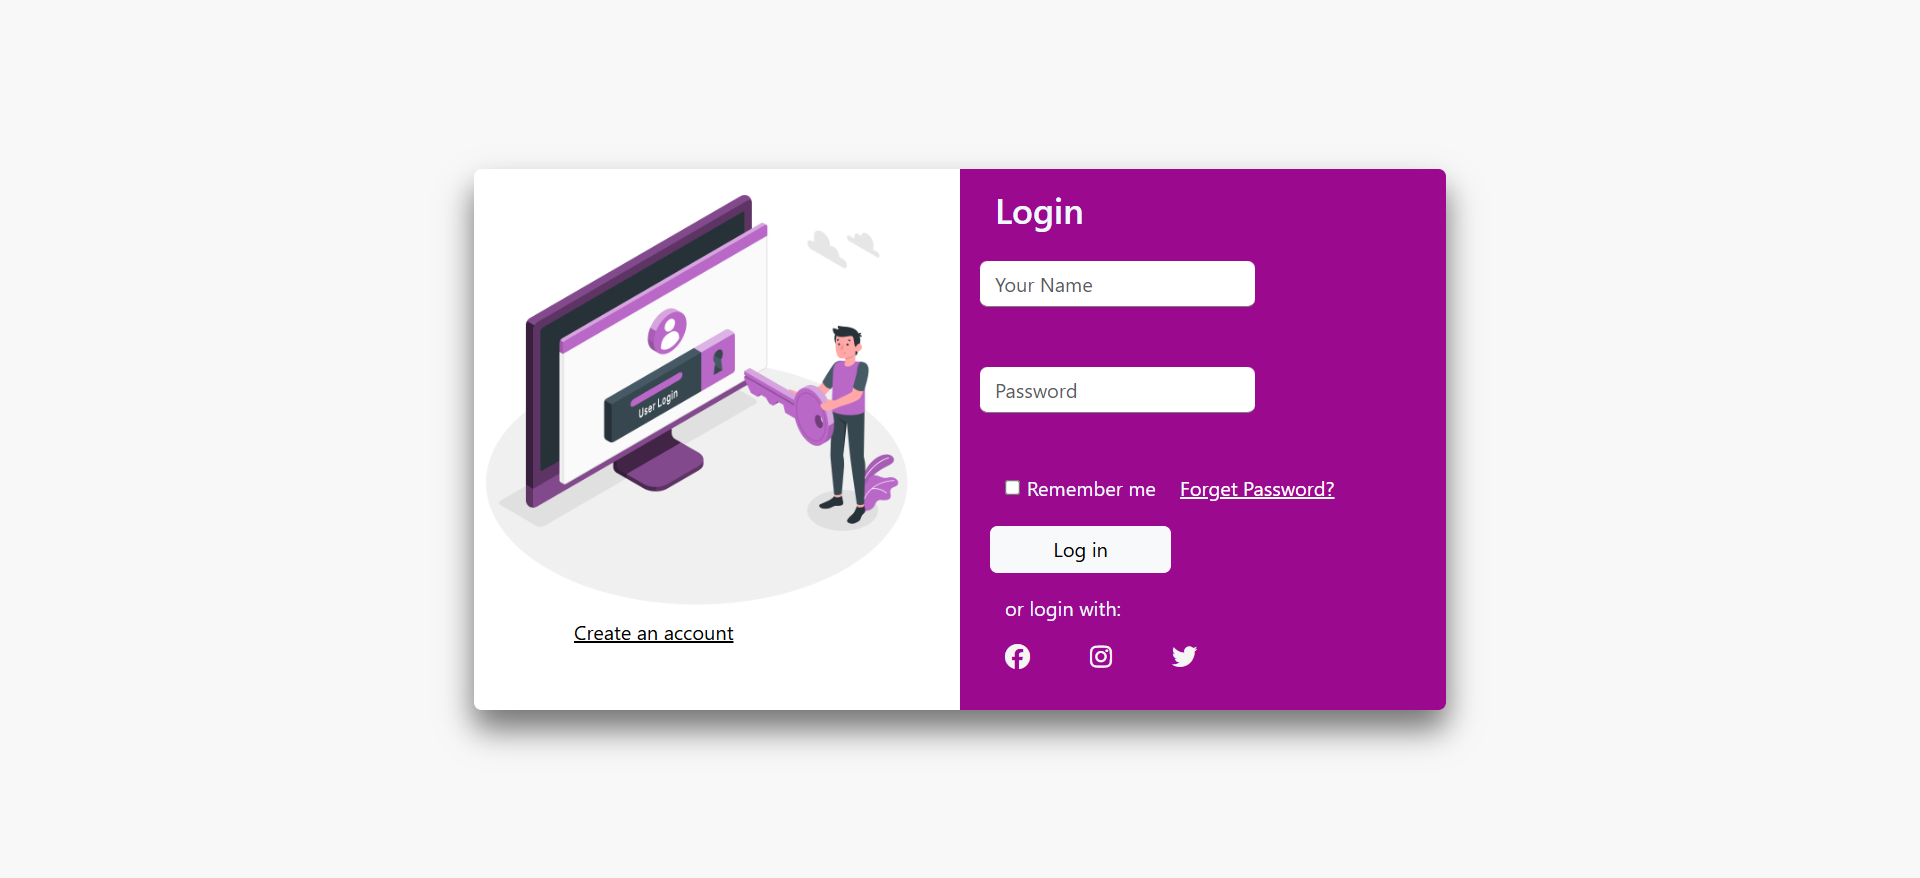 User Login
Create an account
Login
Your Name
Password
Remember me Forget Password?
Log in
or login with: